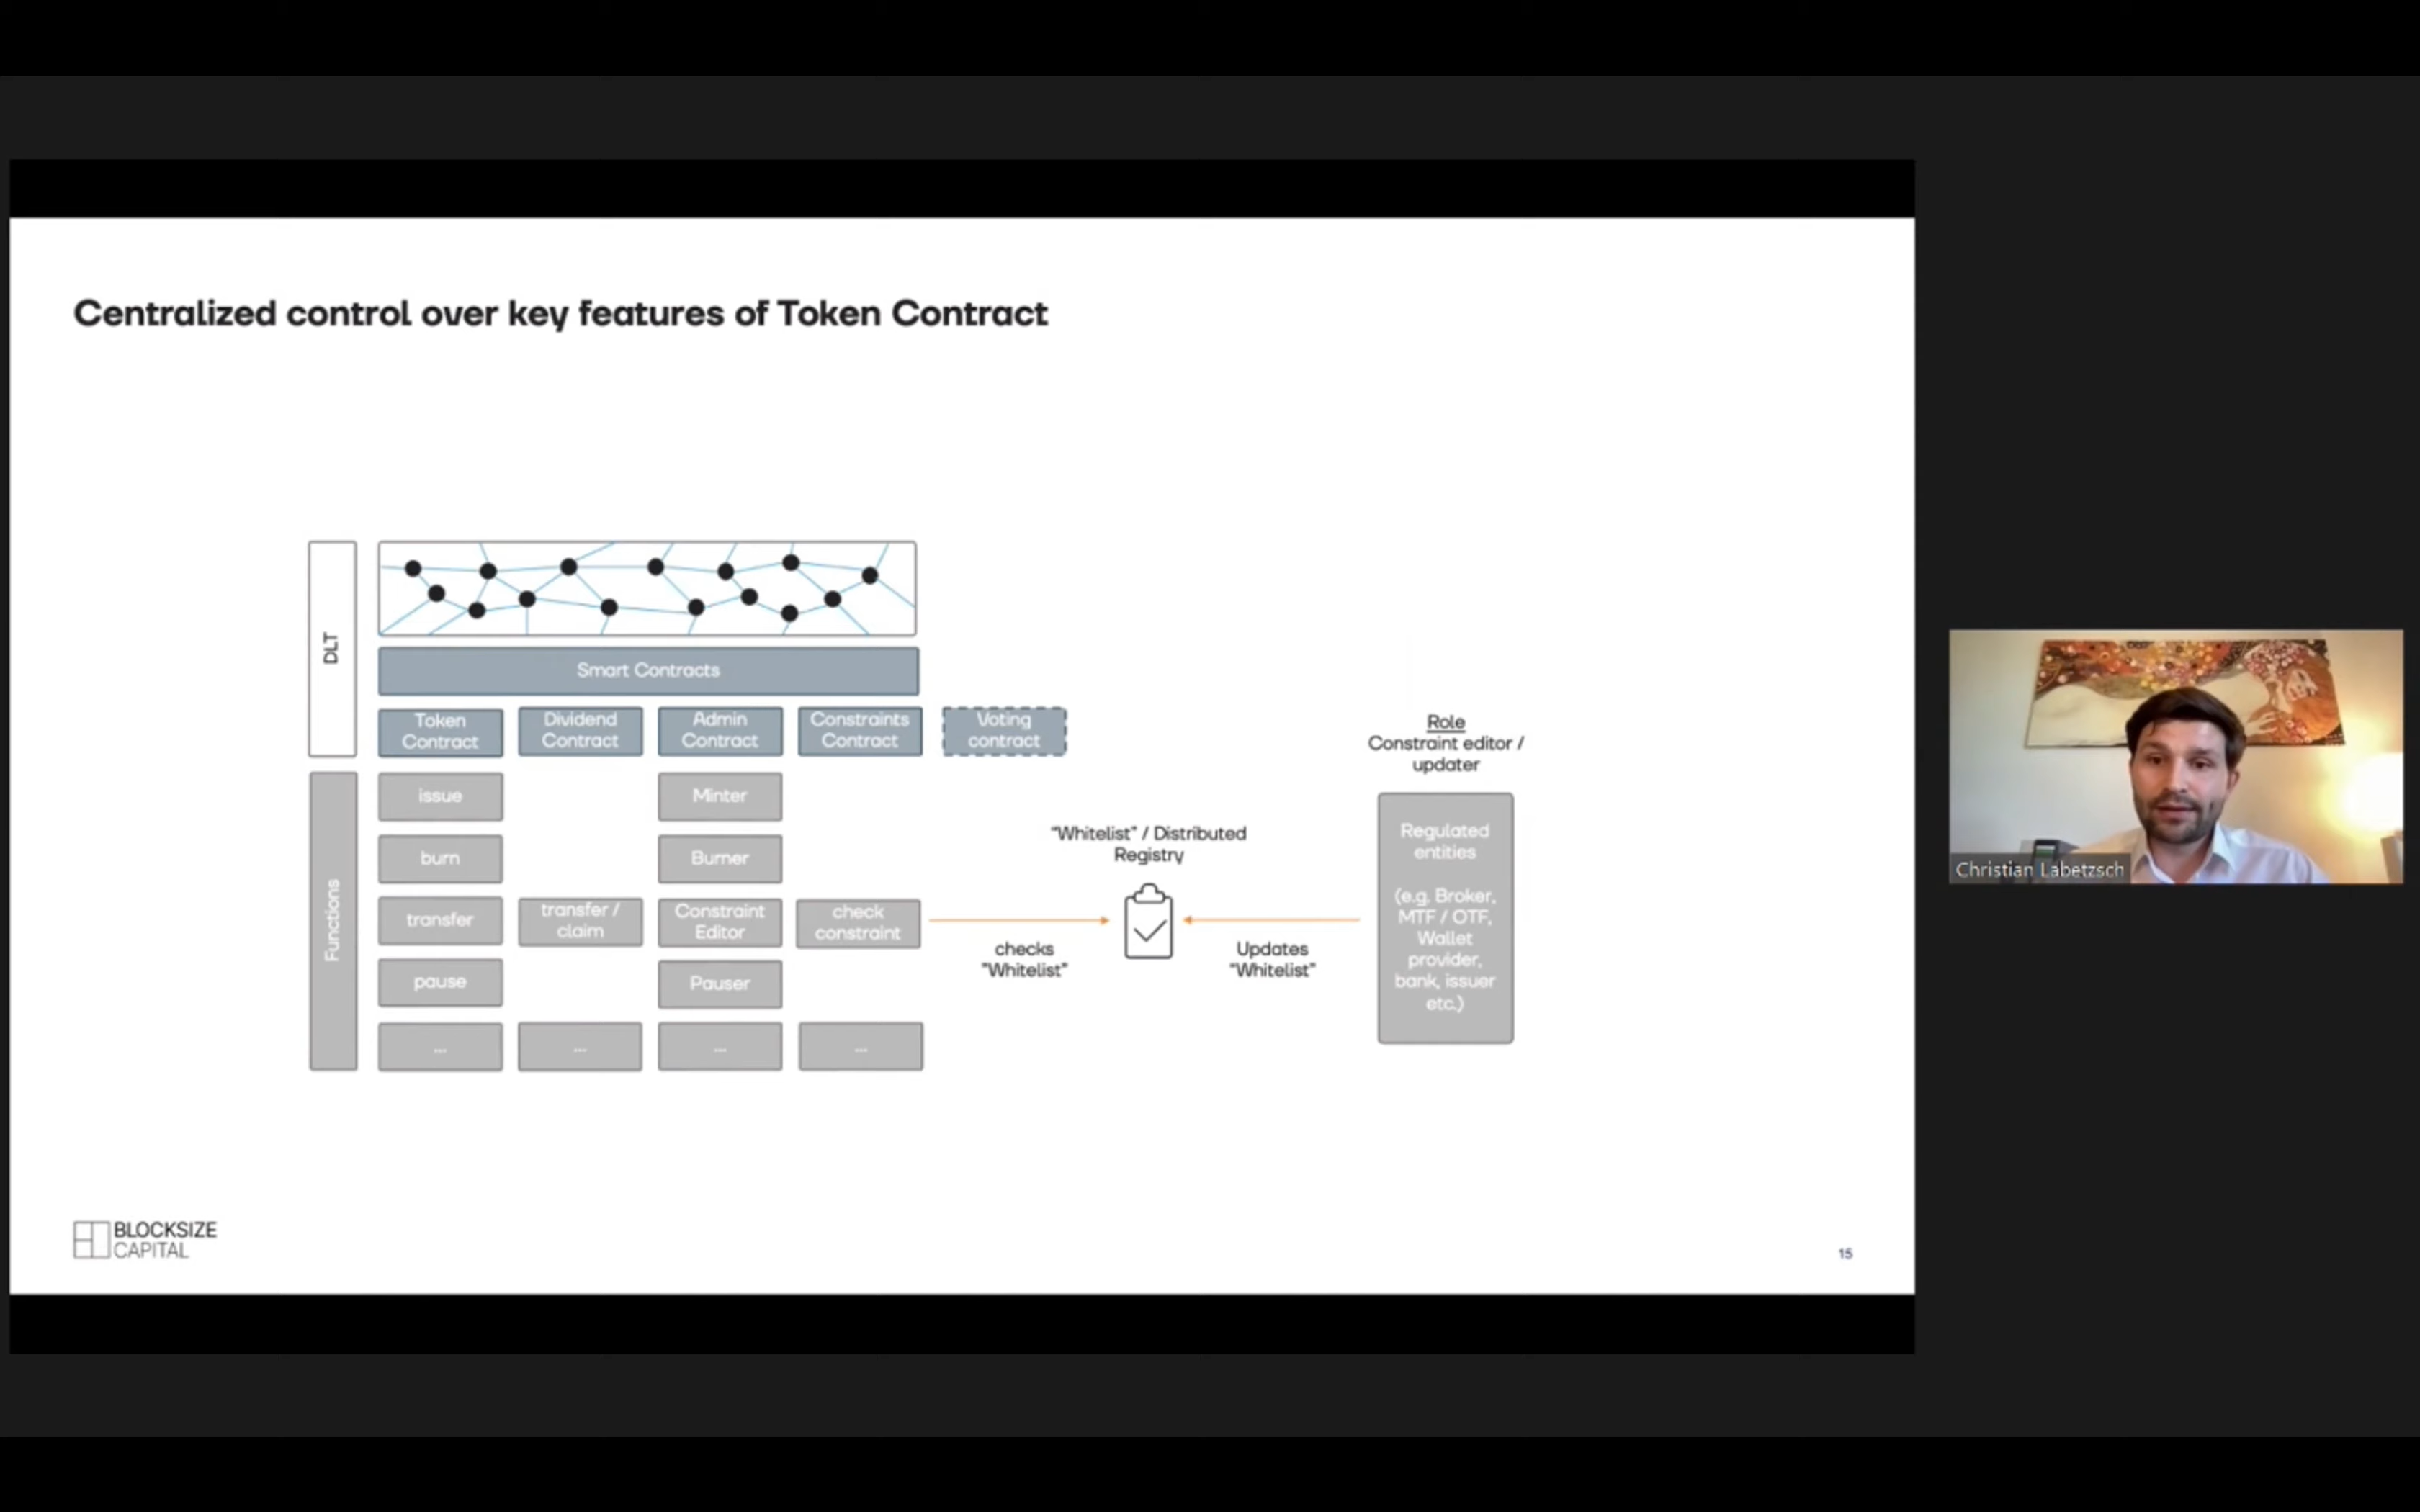 Centralized control over key features of Token Contract
DLT
Smart Contracts
Token
Contract
Dividend
Contract
Admin
Contract
Constraints
Contract
Voting
contract
Functions
issue
Minter
burn
Burner
transfer
transfer /
claim
Constraint
Editor
check
constraint
pause
Pauser
...
...
...
...
"Whitelist" / Distributed
Registry
checks
"Whitelist"
Updates
"Whitelist"
Role
Constraint editor /
updater
Regulated
entities
(e.g. Broker,
MTF / OTF,
Wallet
provider,
bank, issuer
etc.)
Christian Labetzsch
BLOCKSIZE
CAPITAL
15